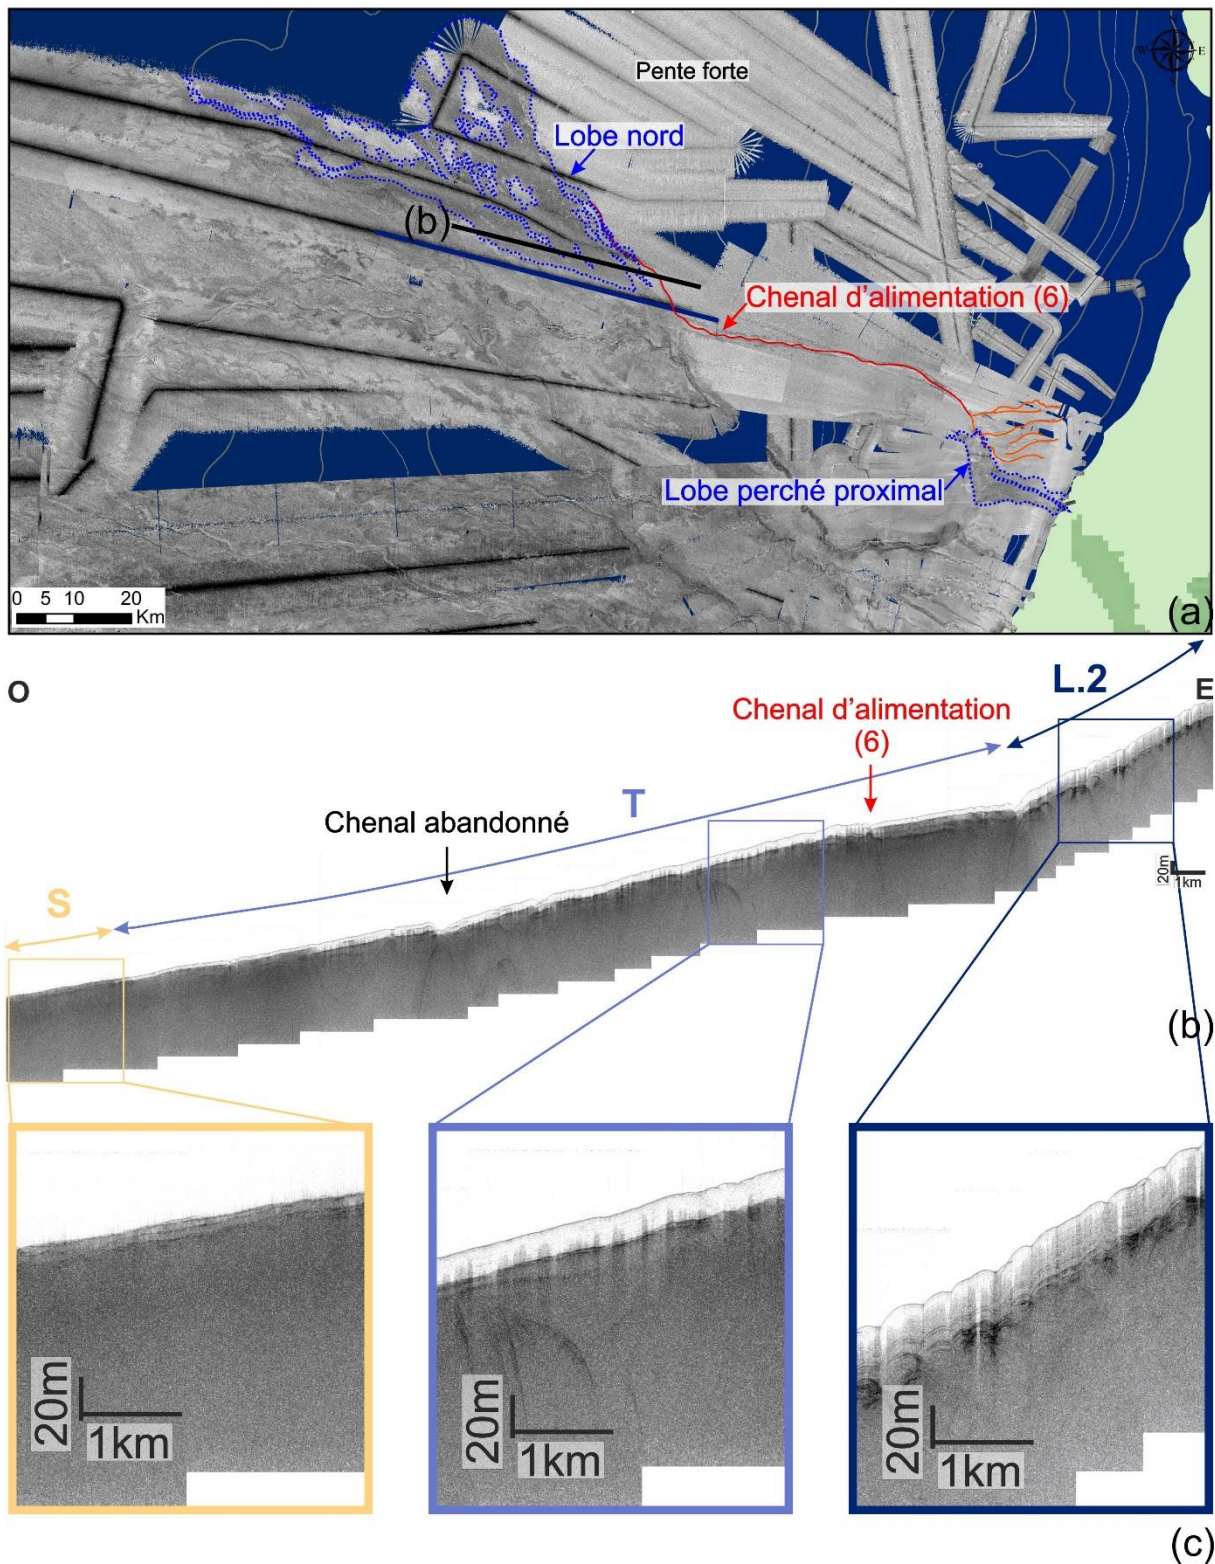 W E
Pente forte
Lobe nord
(b)
Chenal d'alimentation (6)
Lobe perché proximal
0 5 10 20
Km
(a)
O
L.2
E
Chenal d'alimentation
(6)
T
Chenal abandonné
20m
1km
S
(b)
20m
1km
20m
1km
20m
1km
(c)